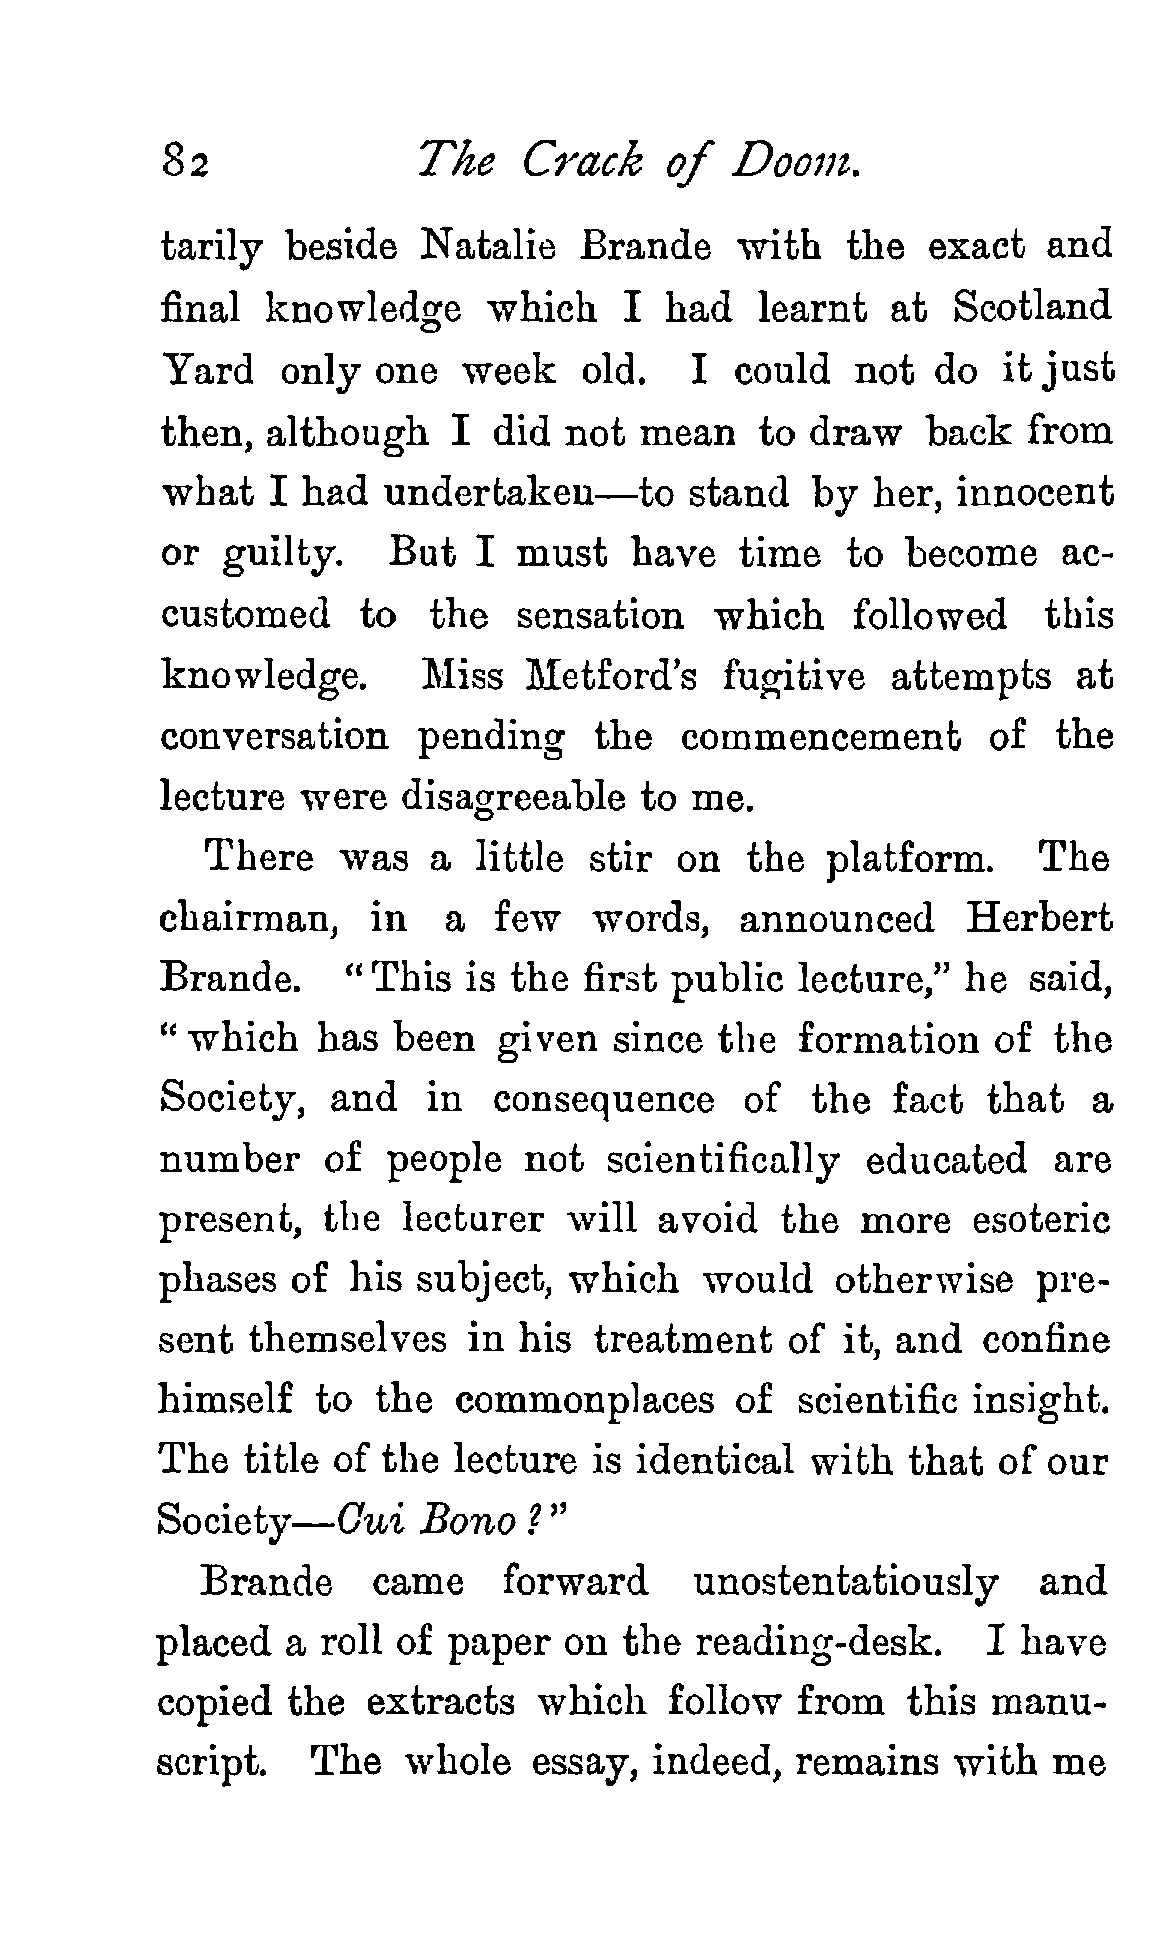 82 The Crack of Doom.
tarily beside Natalie Brande with the exact and
final knowledge which I had learnt at Scotland
Yard only one week old. I could not do it just
then, although I did not mean to draw back from
what I had undertaken—to stand by her, innocent
or guilty. But I must have time to become ac-
customed to the sensation which followed this
knowledge. Miss Metford's fugitive attempts at
conversation pending the commencement of the
lecture were disagreeable to me.
There was a little stir on the platform. The
chairman, in a few words, announced Herbert
Brande. "This is the first public lecture," he said,
"which has been given since the formation of the
Society, and in consequence of the fact that a
number of people not scientifically educated are
present, the lecturer will avoid the more esoteric
phases of his subject, which would otherwise pre-
sent themselves in his treatment of it, and confine
himself to the commonplaces of scientific insight.
The title of the lecture is identical with that of our
Society—Cui Bono?"
Brande came forward unostentatiously and
placed a roll of paper on the reading-desk. I have
copied the extracts which follow from this manu-
script. The whole essay, indeed, remains with me